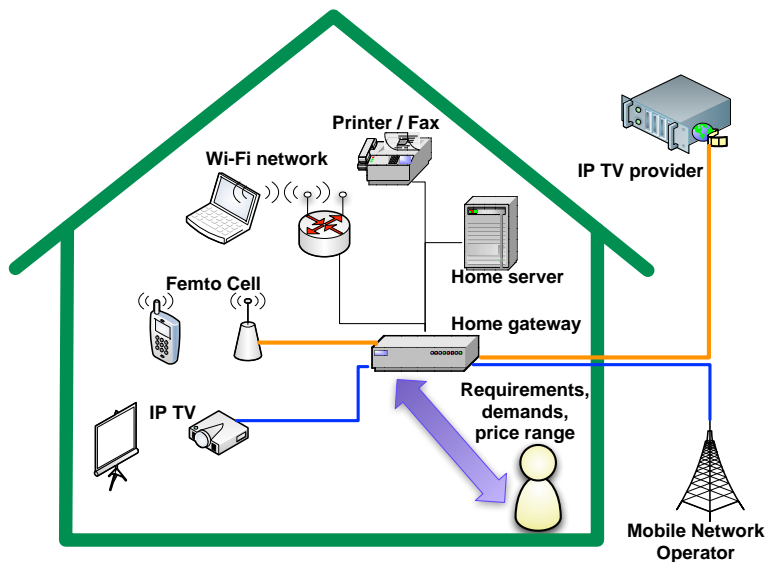 Printer / Fax
Wi-Fi network
IP TV provider
Femto Cell
Home server
Home gateway
IP TV
Requirements,
demands,
price range
Mobile Network
Operator